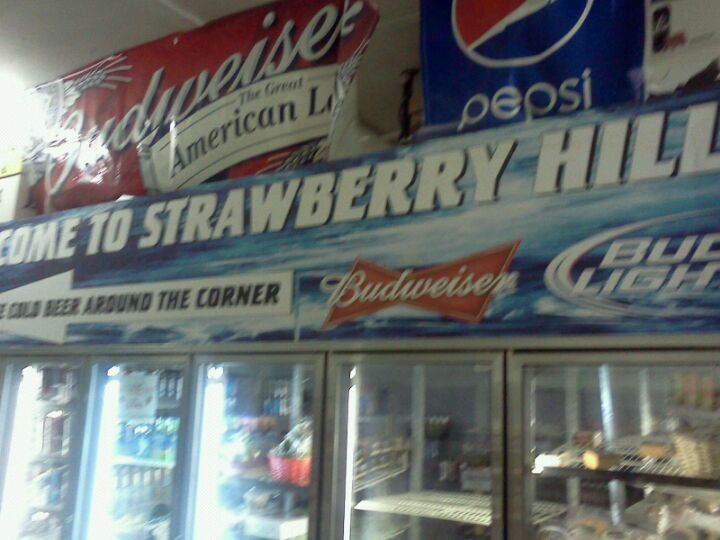 Budweiser
The Great
American L
pepsi
COME TO STRAWBERRY HILL
COLD BEER AROUND THE CORNER
Budweiser
BUD
LIGHT